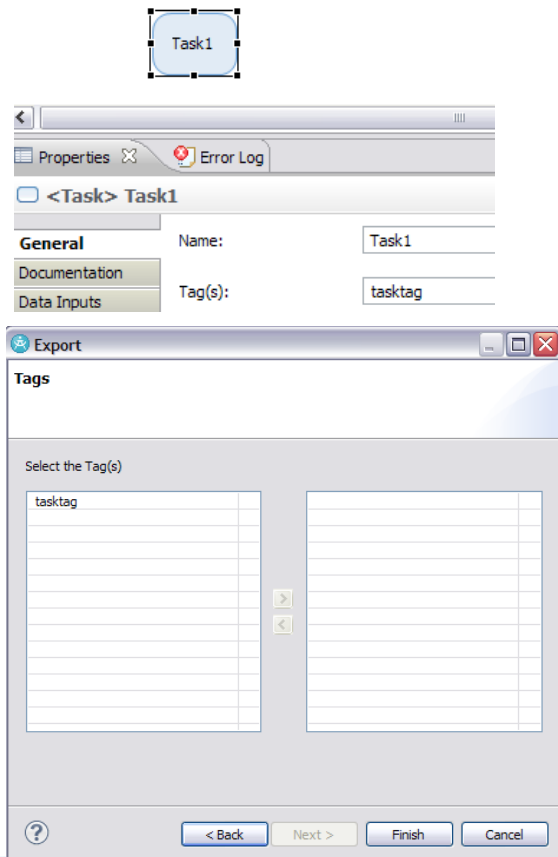 Task1
Properties
Error Log
<Task> Task1
General
Name:
Task1
Documentation
Tag(s):
tasktag
Data Inputs
Export
Tags
Select the Tag(s)
tasktag
>
<
?
< Back
Next >
Finish
Cancel